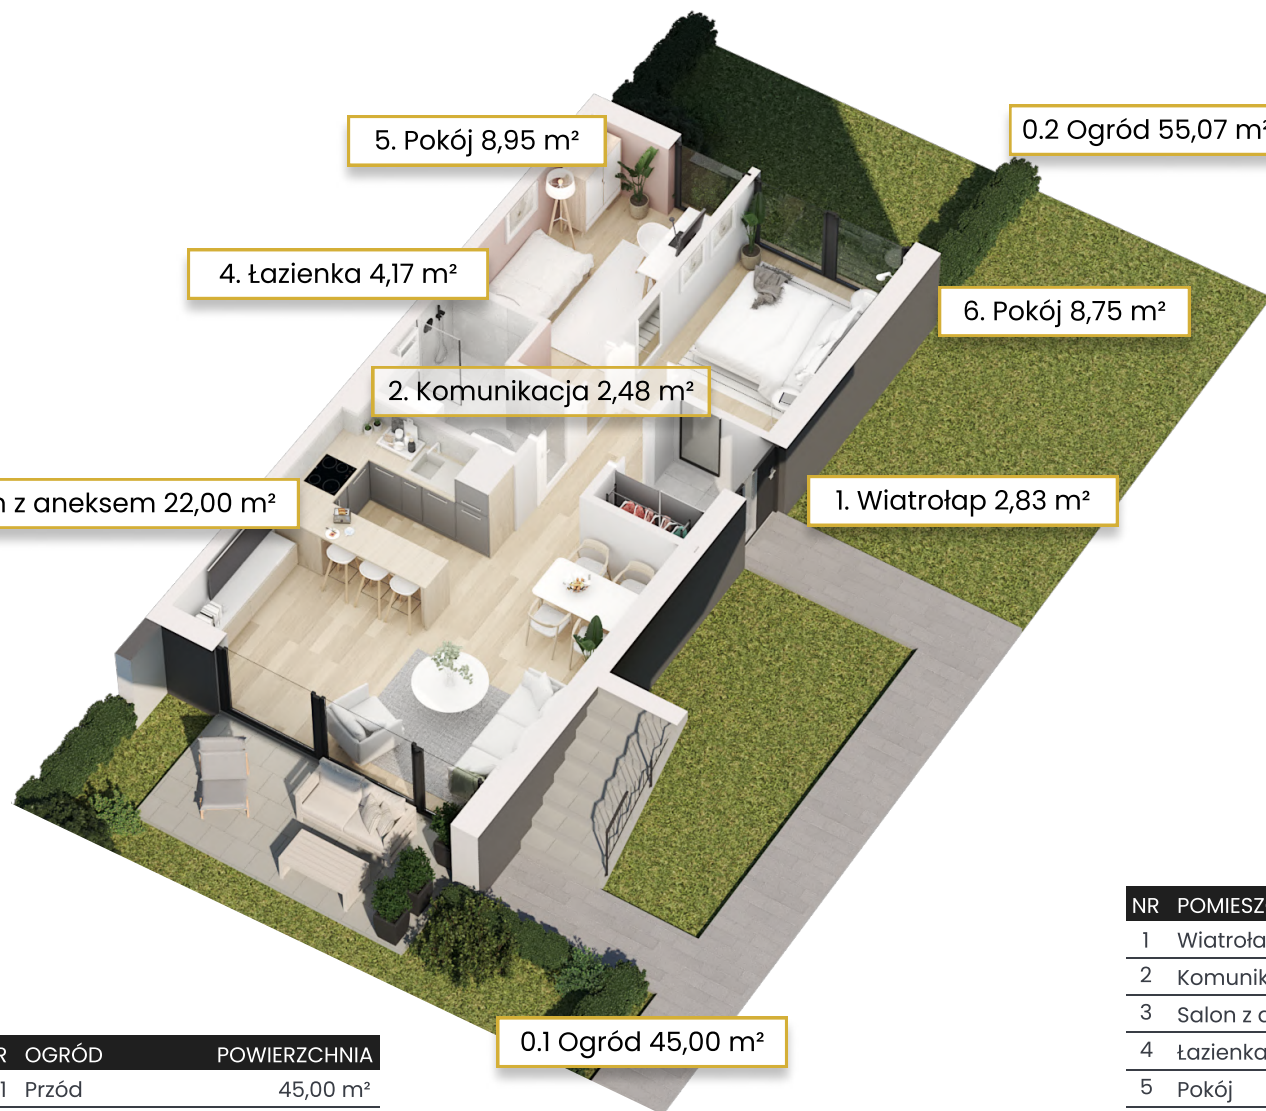 5. Pokój 8,95 m²
0.2 Ogród 55,07 m²
4. Łazienka 4,17 m²
6. Pokój 8,75 m²
2. Komunikacja 2,48 m²
z aneksem 22,00 m²
1. Wiatrołap 2,83 m²
0.1 Ogród 45,00 m²
OGRÓD POWIERZCHNIA
1 Przód 45,00 m²
NR POMIESZ
1 Wiatroła
2 Komunik
3 Salon z
4 Łazienka
5 Pokój